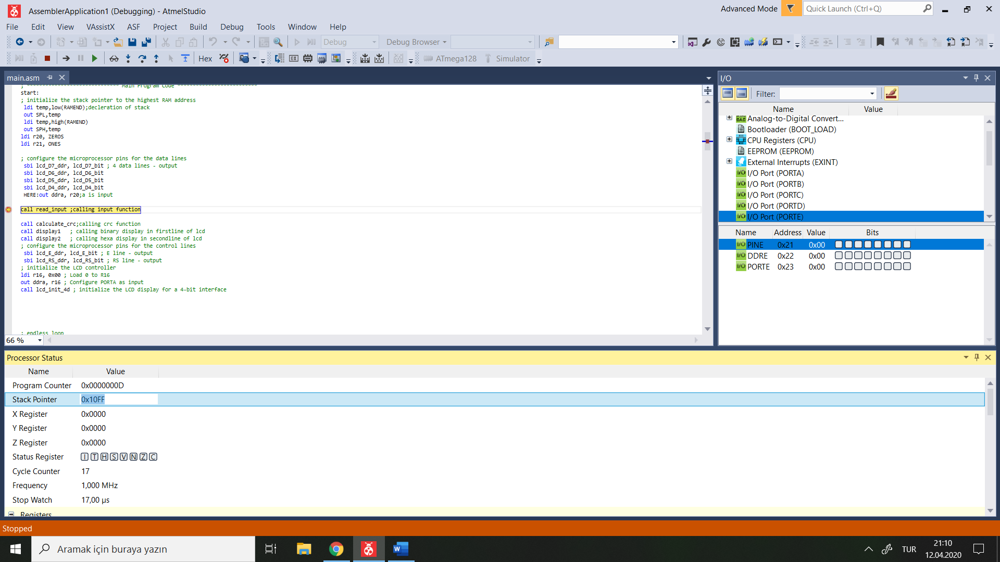 AssemblerApplication1 (Debugging) - AtmelStudio
Advanced Mode
Quick Launch (Ctrl+Q)
File Edit View VAssistX ASF Project Build Debug Tools Window Help
Debug Debug Browser
Hex ATmega128 Simulator
main.asm
Main Program Code
start:
; initialize the stack pointer to the highest RAM address
ldi temp,low(RAMEND);decleration of stack
out SPL,temp
ldi temp,high(RAMEND)
out SPH,temp
ldi r20, ZEROS
ldi r21, ONES
; configure the microprocessor pins for the data lines
sbi lcd_D7_ddr, lcd_D7_bit ; 4 data lines - output
sbi lcd_D6_ddr, lcd_D6_bit
sbi lcd_D5_ddr, lcd_D5_bit
sbi lcd_D4_ddr, lcd_D4_bit
HERE:out ddra, r20;a is input
call read_input ;calling input function
call calculate_crc;calling crc function
call display1 ; calling binary display in firstline of lcd
call display2 ; calling hexa display in secondline of lcd
; configure the microprocessor pins for the control lines
sbi lcd_E_ddr, lcd_E_bit ; E line - output
sbi lcd_RS_ddr, lcd_RS_bit ; RS line - output
; initialize the LCD controller
ldi r16, 0x00 ; Load 0 to R16
out ddra, r16 ; Configure PORTA as input
call lcd_init_4d ; initialize the LCD display for a 4-bit interface
; endless loop
66 %
I/O
Filter:
Name Value
Analog-to-Digital Convert...
Bootloader (BOOT_LOAD)
CPU Registers (CPU)
EEPROM (EEPROM)
External Interrupts (EXINT)
I/O Port (PORTA)
I/O Port (PORTB)
I/O Port (PORTC)
I/O Port (PORTD)
I/O Port (PORTE)
Name Address Value Bits
PINE 0x21 0x00
DDRE 0x22 0x00
PORTE 0x23 0x00
Processor Status
Name Value
Program Counter 0x0000000D
Stack Pointer 0x10FF
X Register 0x0000
Y Register 0x0000
Z Register 0x0000
Status Register I T H S V N Z C
Cycle Counter 17
Frequency 1,000 MHz
Stop Watch 17,00 µs
Registers
Stopped
Aramak için buraya yazın
TUR
21:10
12.04.2020